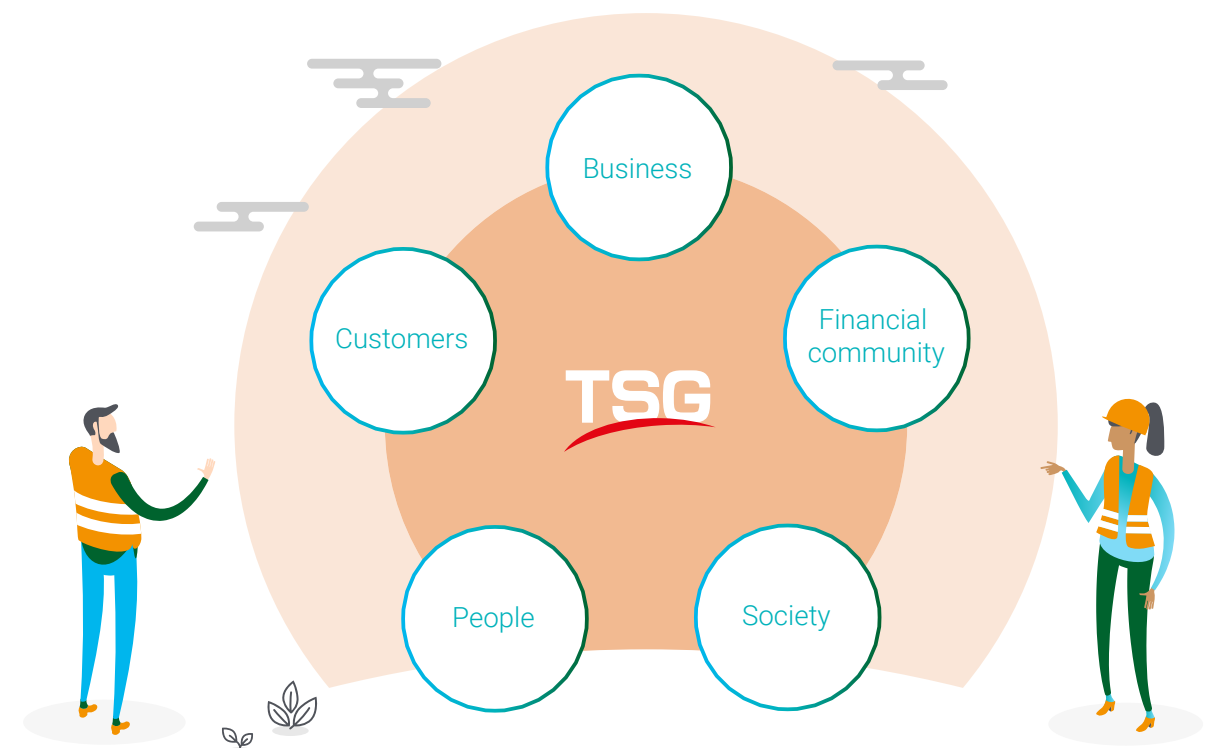 Business
Customers
Financial
community
TSG
People
Society